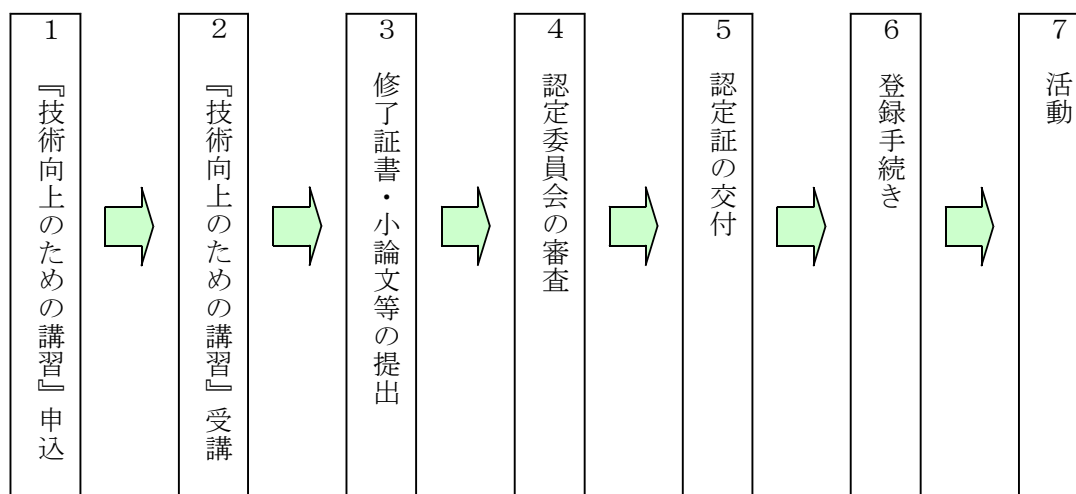 １　『技術向上のための講習』申込
２　『技術向上のための講習』受講
３　修了証書・小論文等の提出
４　認定委員会の審査
５　認定証の交付
６　登録手続き
７　活動